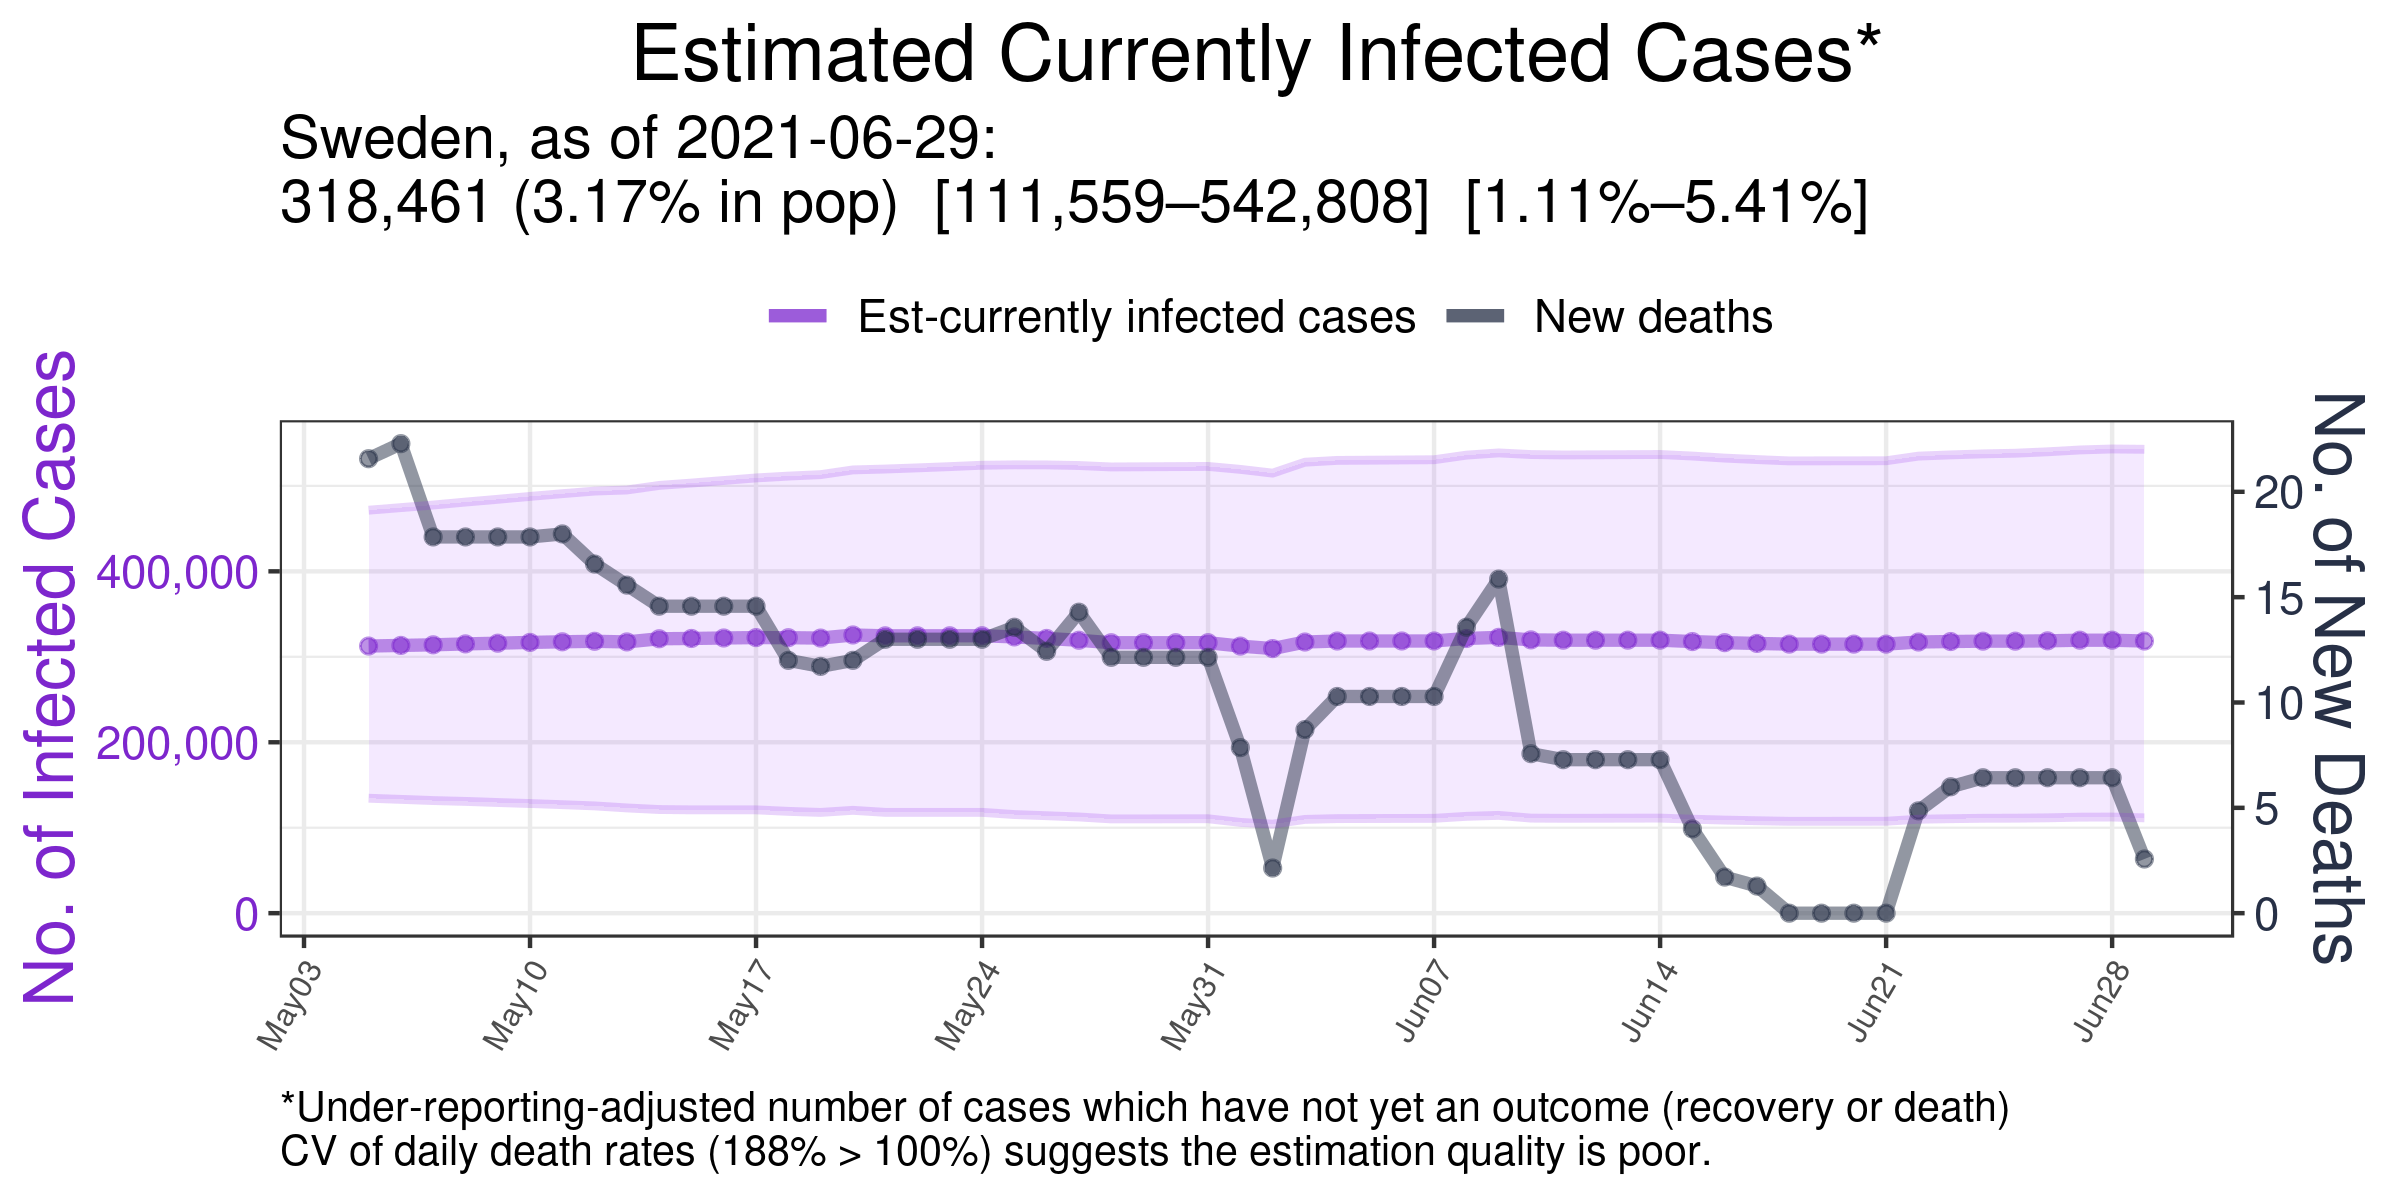 Estimated Currently Infected Cases*
Sweden, as of 2021-06-29:
318,461 (3.17% in pop) [111,559–542,808] [1.11%–5.41%]
Est-currently infected cases
New deaths
No. of Infected Cases
400,000
200,000
0
No. of New Deaths
20
15
10
5
0
May03
May10
May17
May24
May31
Jun07
Jun14
Jun21
Jun28
*Under-reporting-adjusted number of cases which have not yet an outcome (recovery or death)
CV of daily death rates (188% > 100%) suggests the estimation quality is poor.